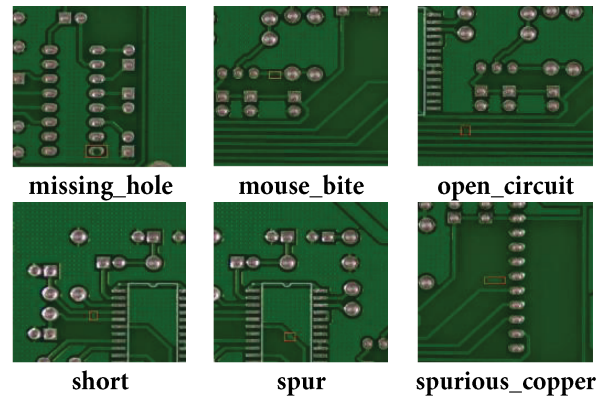 missing_hole
mouse_bite
open_circuit
short
spur
spurious_copper